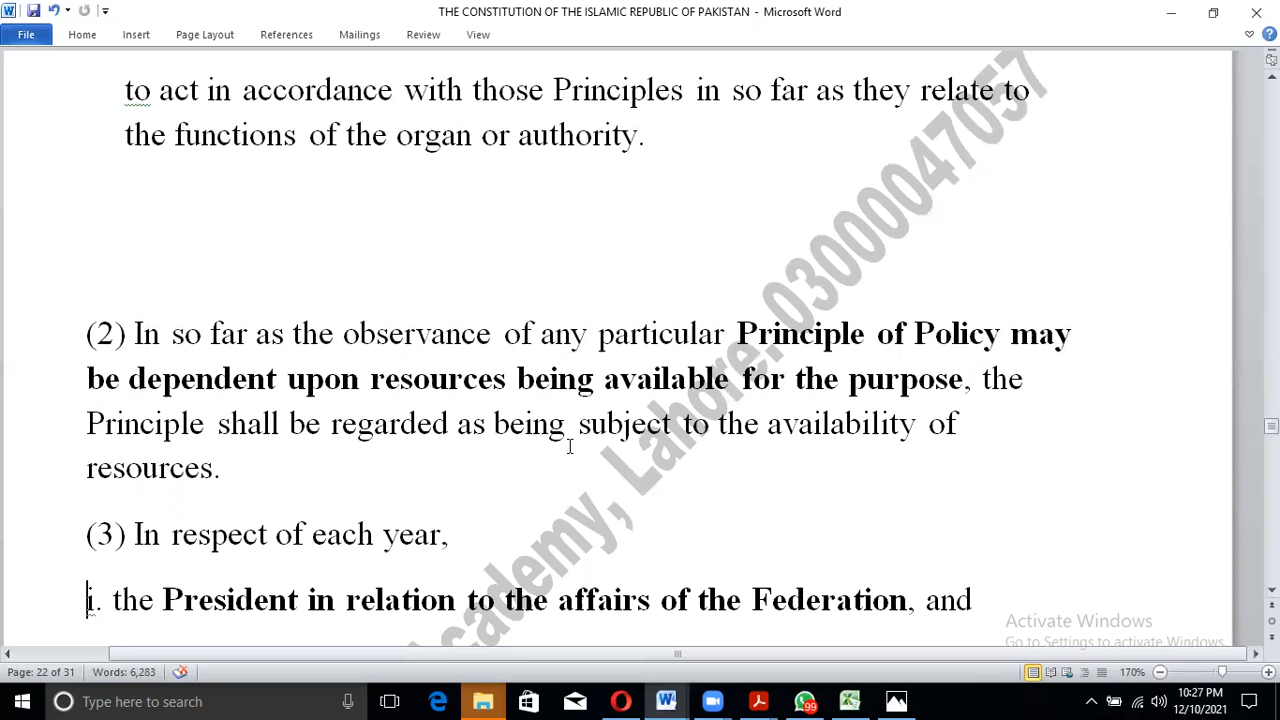 THE CONSTITUTION OF THE ISLAMIC REPUBLIC OF PAKISTAN - Microsoft Word
File Home Insert Page Layout References Mailings Review View
to act in accordance with those Principles in so far as they relate to
the functions of the organ or authority.
(2) In so far as the observance of any particular Principle of Policy may
be dependent upon resources being available for the purpose, the
Principle shall be regarded as being subject to the availability of
resources.
(3) In respect of each year,
i. the President in relation to the affairs of the Federation, and
cademy, Lahore. 03000047057
Activate Windows
Go to Settings to activate Windows.
Page: 22 of 31 Words: 6,283 170%
Type here to search
99
10:27 PM
12/10/2021